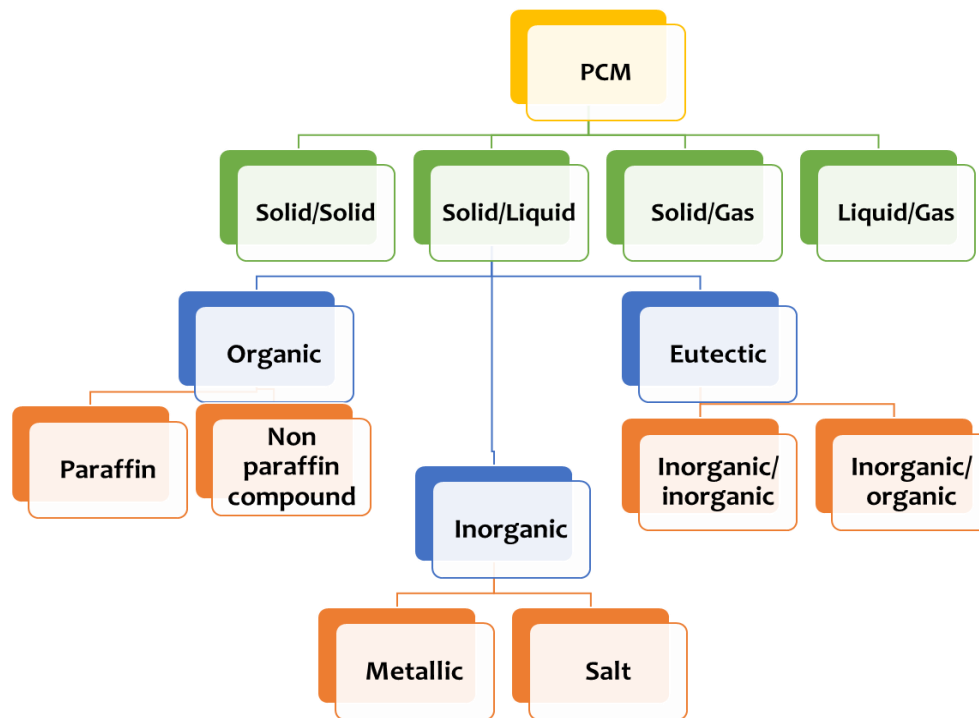 PCM
Solid/Solid
Solid/Liquid
Solid/Gas
Liquid/Gas
Organic
Eutectic
Paraffin
Non
paraffin
compound
Inorganic/
inorganic
Inorganic/
organic
Inorganic
Metallic
Salt